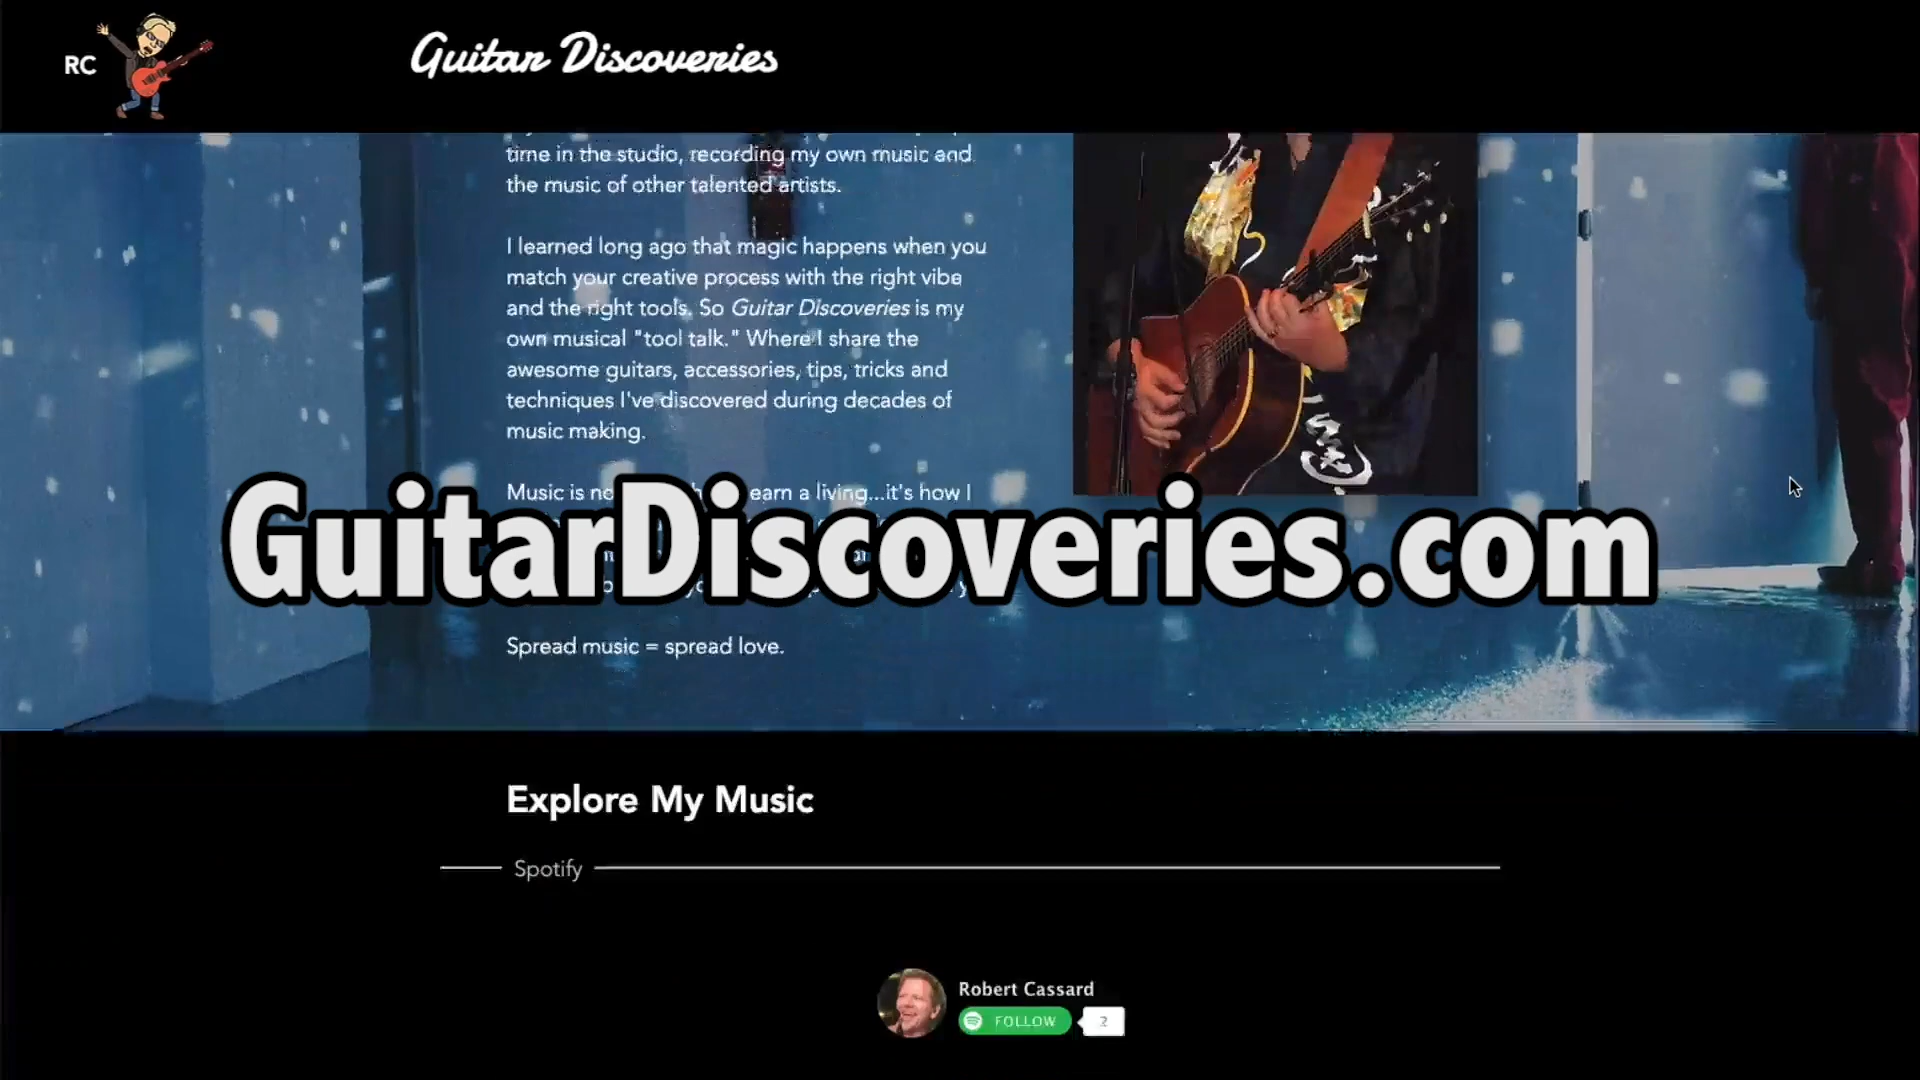 RC
Guitar Discoveries
time in the studio, recording my own music and
the music of other talented artists.
I learned long ago that magic happens when you
match your creative process with the right vibe
and the right tools. So Guitar Discoveries is my
own musical "tool talk." Where I share the
awesome guitars, accessories, tips, tricks and
techniques I've discovered during decades of
music making.
Music is earn a living...it's how I
GuitarDiscoveries.com
Spread music = spread love.
Explore My Music
Spotify
Robert Cassard
FOLLOW
2